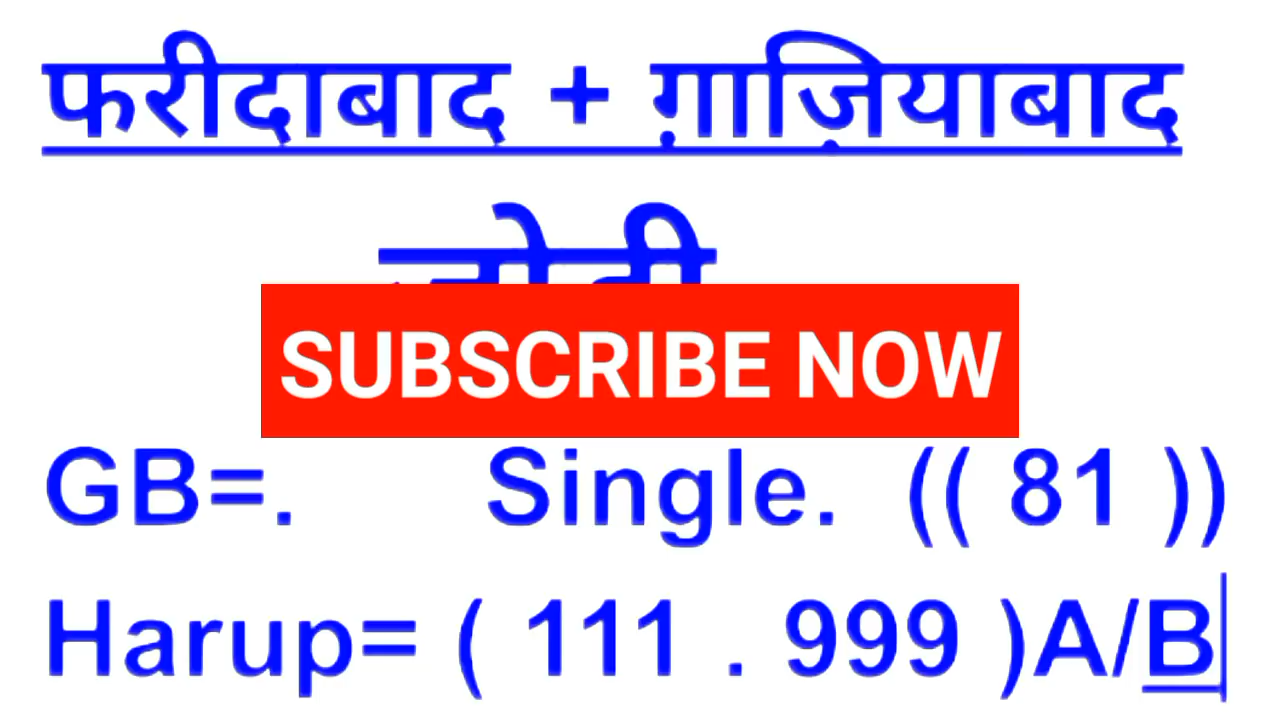 फरीदाबाद + ग़ाज़ियाबाद
SUBSCRIBE NOW
GB=. Single. (( 81 ))
Harup= ( 111 . 999 )A/B